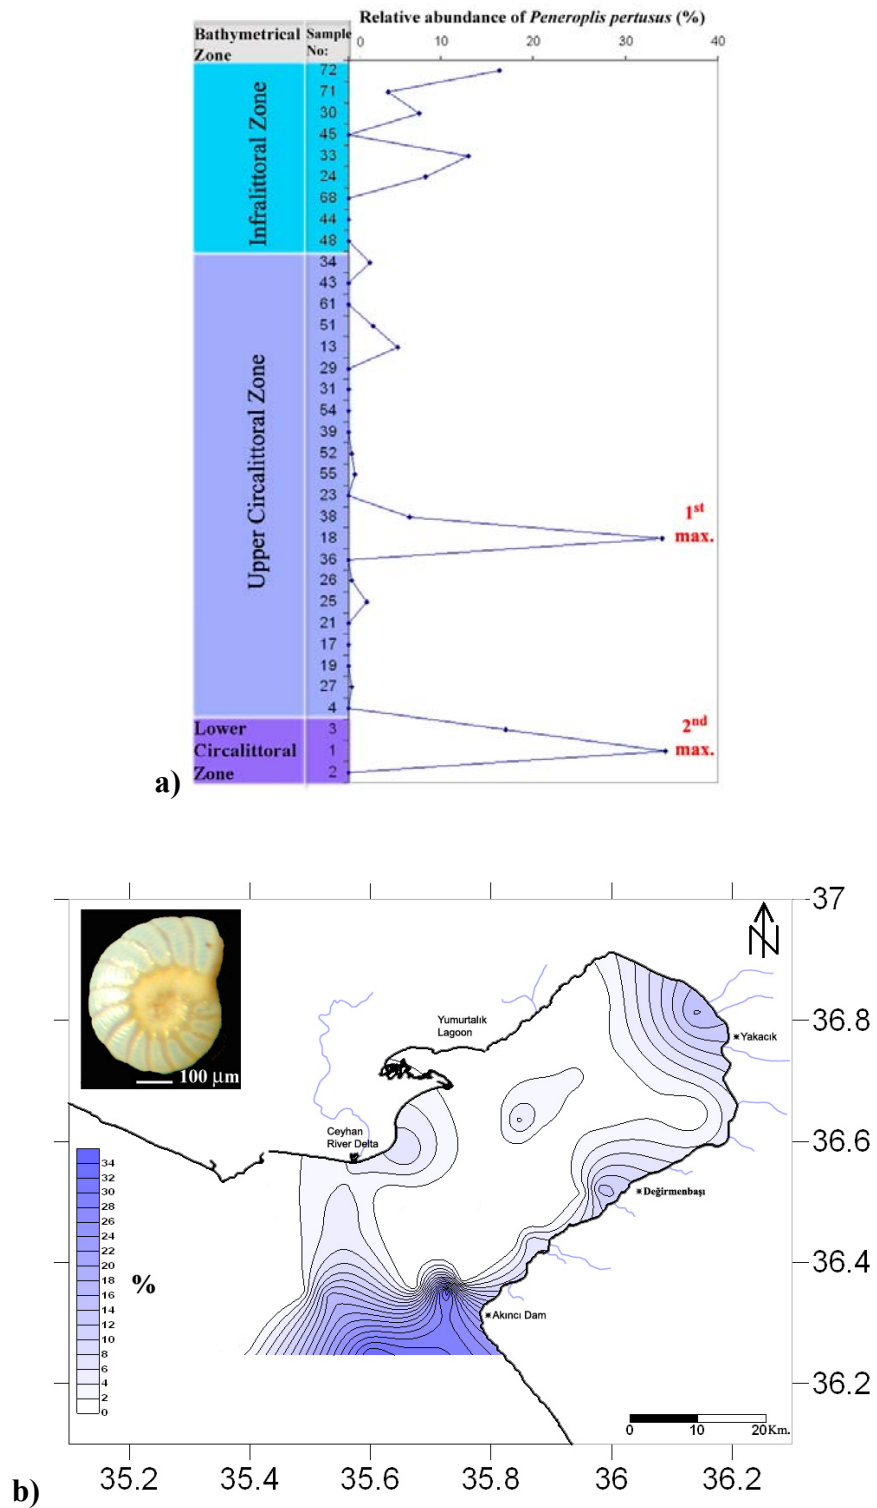 Relative abundance of Peneroplis pertusus (%)
Bathymetrical Zone
Sample No:
0 10 20 30 40
Infralittoral Zone
72
71
30
45
33
24
68
44
48
Upper Circalittoral Zone
34
43
61
51
13
29
31
54
39
52
55
23
38
18
36
26
25
21
17
19
27
4
1st max.
Lower Circalittoral Zone
3
1
2
2nd max.
a)
37
36.8
36.6
36.4
36.2
N
100 µm
Yumurtalık
Lagoon
Yakacık
Ceyhan
River Delta
Değirmenbaşı
Akıncı Dam
34
32
30
28
26
24
22
20
18
16
14
12
10
8
6
4
2
0
%
0 10 20 Km.
35.2 35.4 35.6 35.8 36 36.2
b)